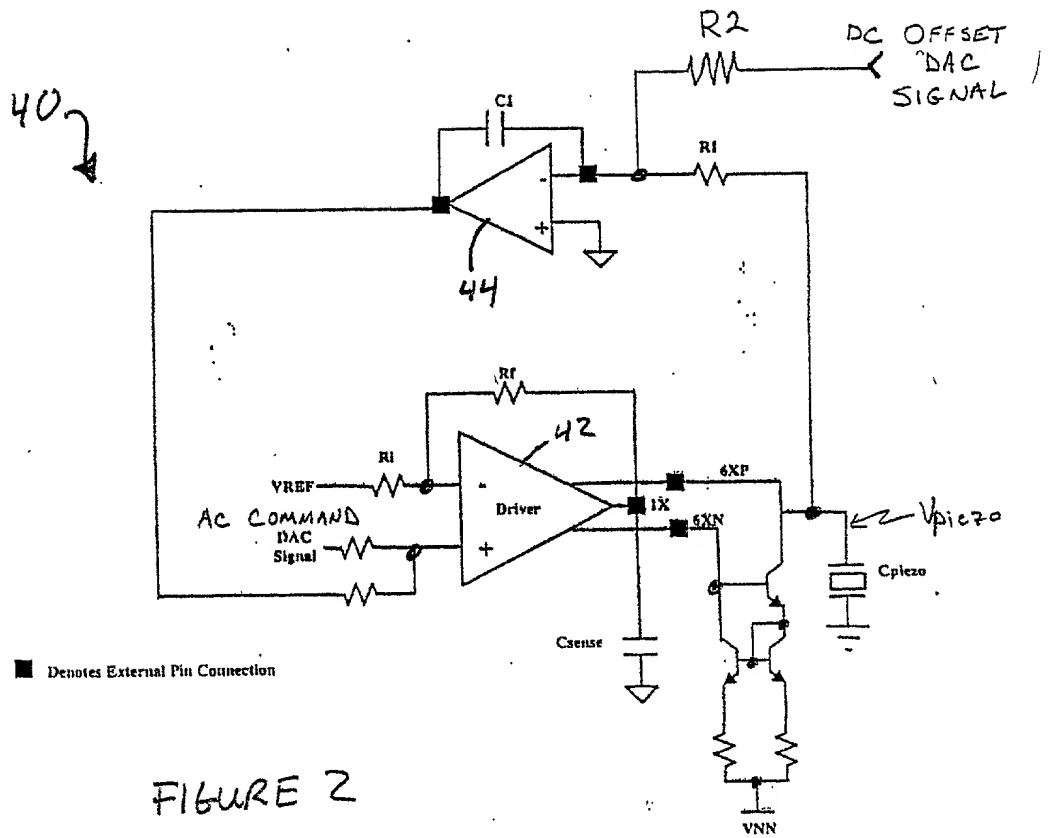 R2
DC OFFSET
DAC
SIGNAL
40
C1
R1
-
+
44
Rf
42
6XP
Ri
VREF
-
Driver
1X
6XN
Vpiezo
AC COMMAND
DAC
Signal
+
Cpiezo
Csense
Denotes External Pin Connection
FIGURE 2
VNN